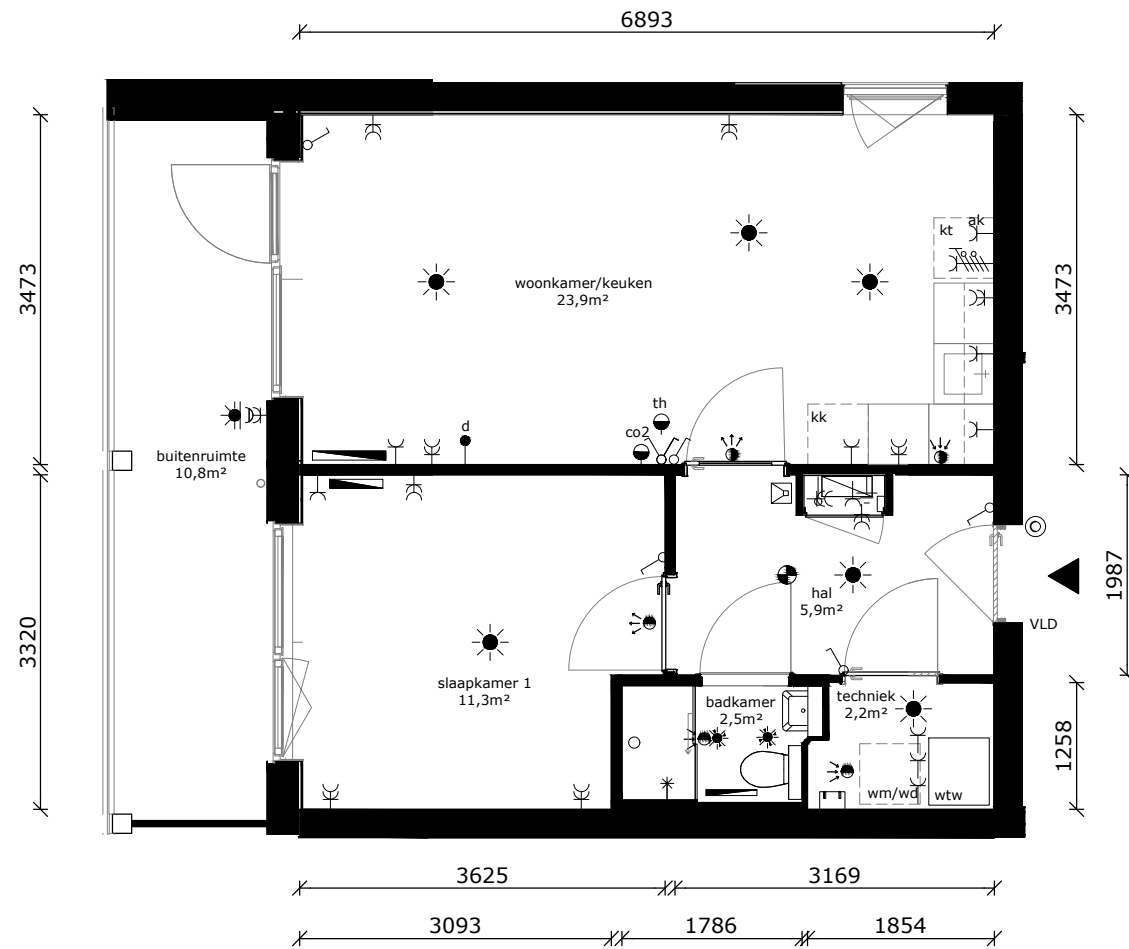 6893
3473
3473
kt
ak
woonkamer/keuken
23,9m²
th
co2
d
kk
buitenruimte
10,8m²
1987
hal
5,9m²
VLD
3320
slaapkamer 1
11,3m²
badkamer
2,5m²
techniek
2,2m²
1258
wm/wd
wtw
3625
3169
3093
1786
1854